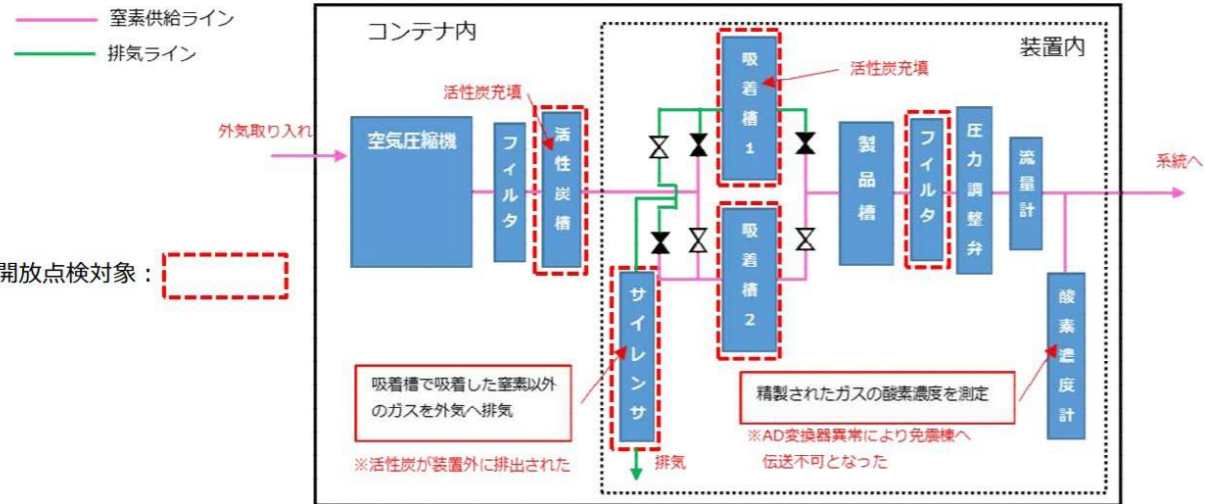 窒素供給ライン
排気ライン
コンテナ内
装置内
活性炭充填
活性炭充填
外気取り入れ
空気圧縮機
フィルタ
活性炭槽
吸着槽1
吸着槽2
製品槽
フィルタ
圧力調整弁
流量計
系統へ
開放点検対象：
サイレンサ
酸素濃度計
吸着槽で吸着した窒素以外
のガスを外気へ排気
※活性炭が装置外に排出された
排気
精製されたガスの酸素濃度を測定
※AD変換器異常により免震棟へ
伝送不可となった